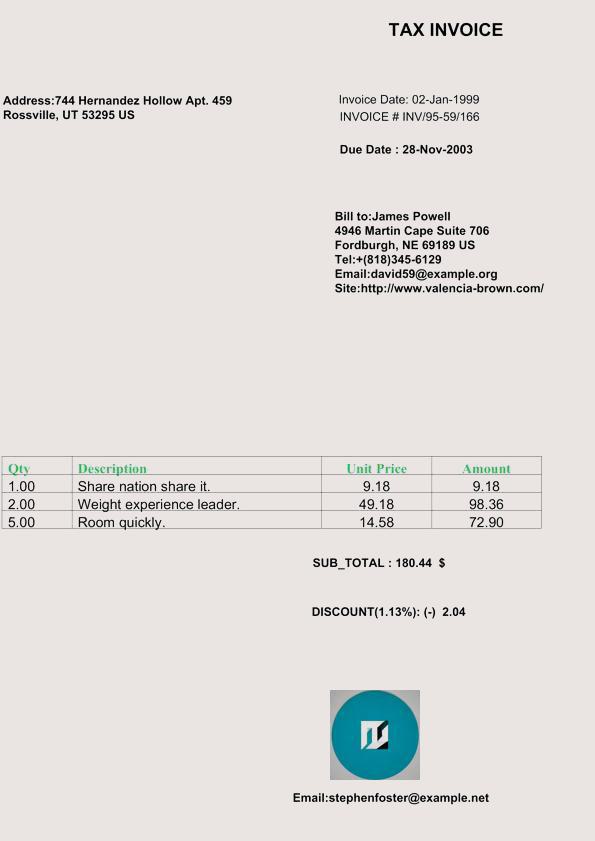 TAX INVOICE
Address:744 Hernandez Hollow Apt. 459
Rossville, UT 53295 US
Invoice Date: 02-Jan-1999
INVOICE # INV/95-59/166
Due Date : 28-Nov-2003
Bill to:James Powell
4946 Martin Cape Suite 706
Fordburgh, NE 69189 US
Tel:+(818)345-6129
Email:david59@example.org
Site:http://www.valencia-brown.com/
Qty Description Unit Price Amount
1.00 Share nation share it. 9.18 9.18
2.00 Weight experience leader. 49.18 98.36
5.00 Room quickly. 14.58 72.90
SUB_TOTAL : 180.44 $
DISCOUNT(1.13%): (-) 2.04
Email:stephenfoster@example.net